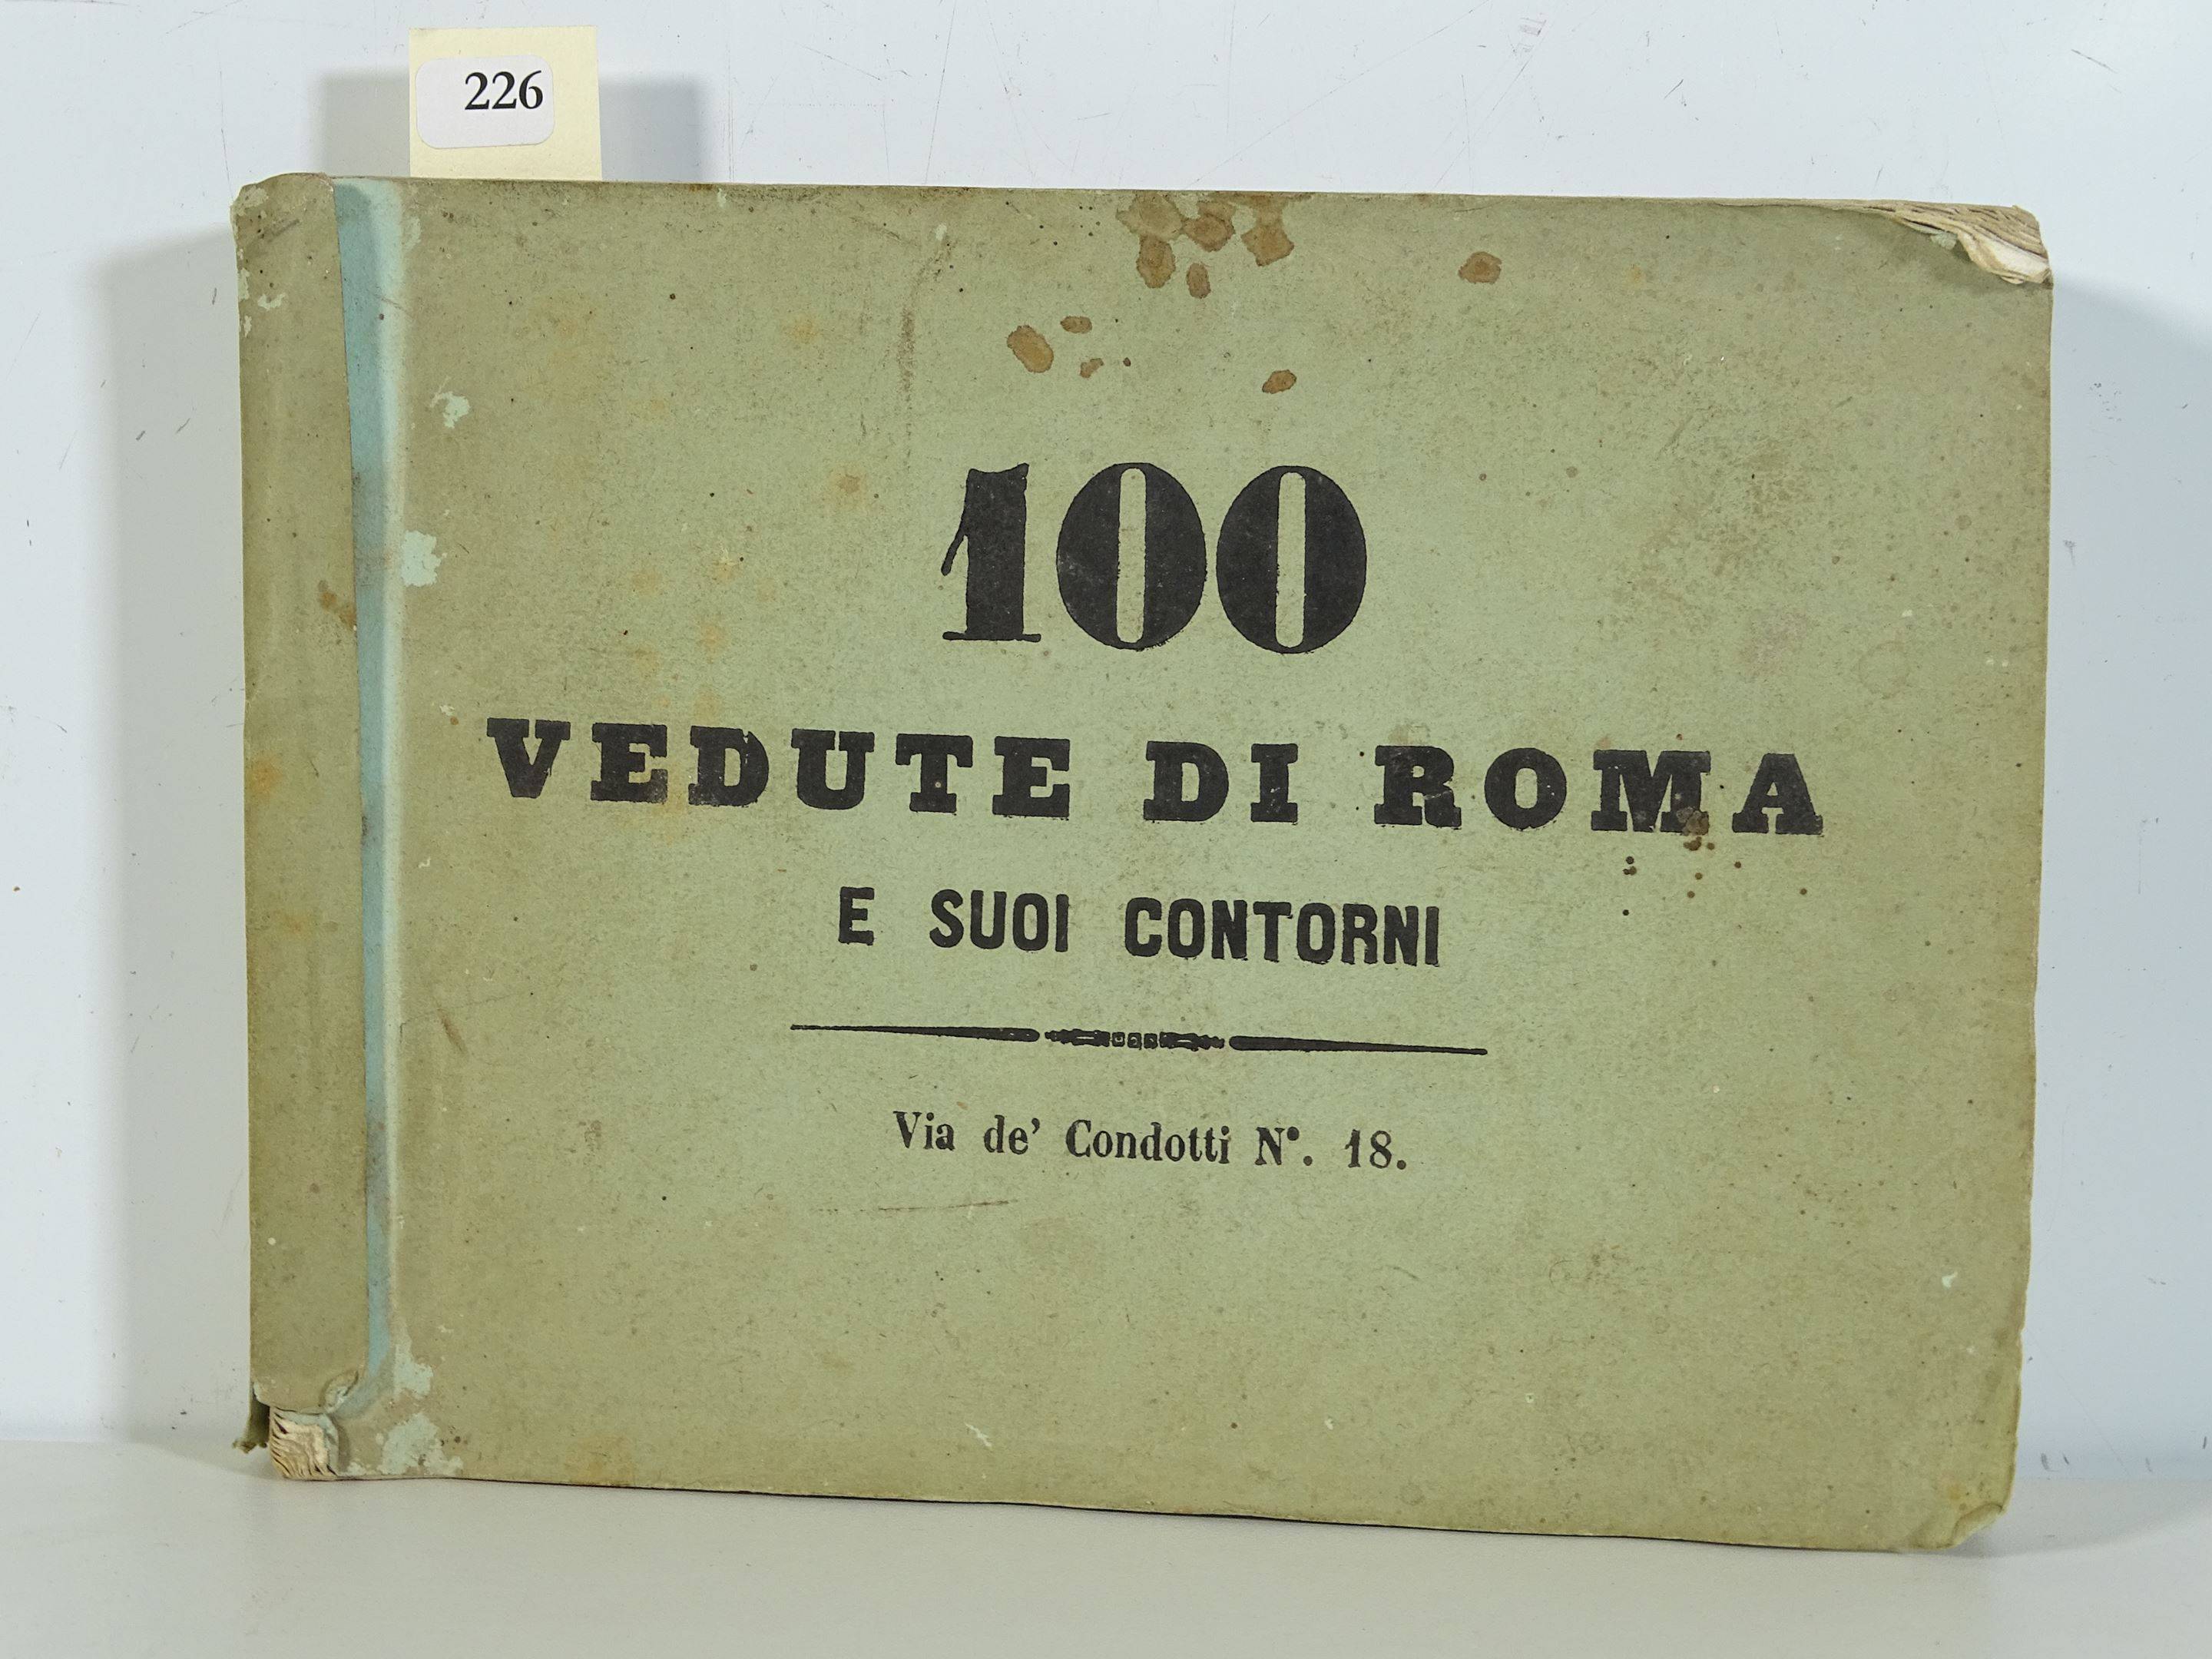 226
100
VEDUTE DI ROMA
E SUOI CONTORNI
Via de' Condotti N°. 18.